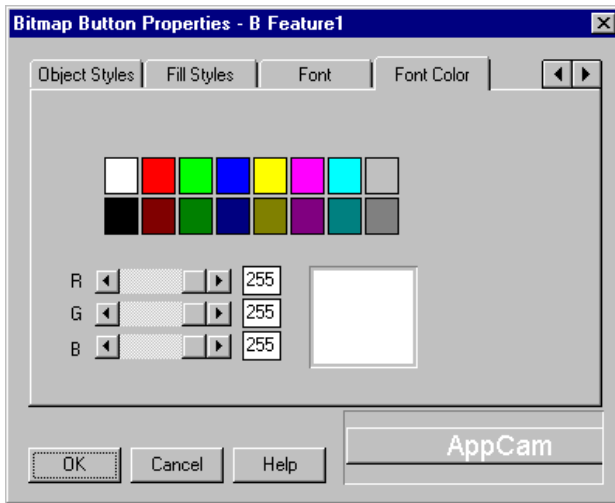 Bitmap Button Properties - B Feature1
Object Styles Fill Styles Font Font Color
R 255
G 255
B 255
AppCam
OK Cancel Help